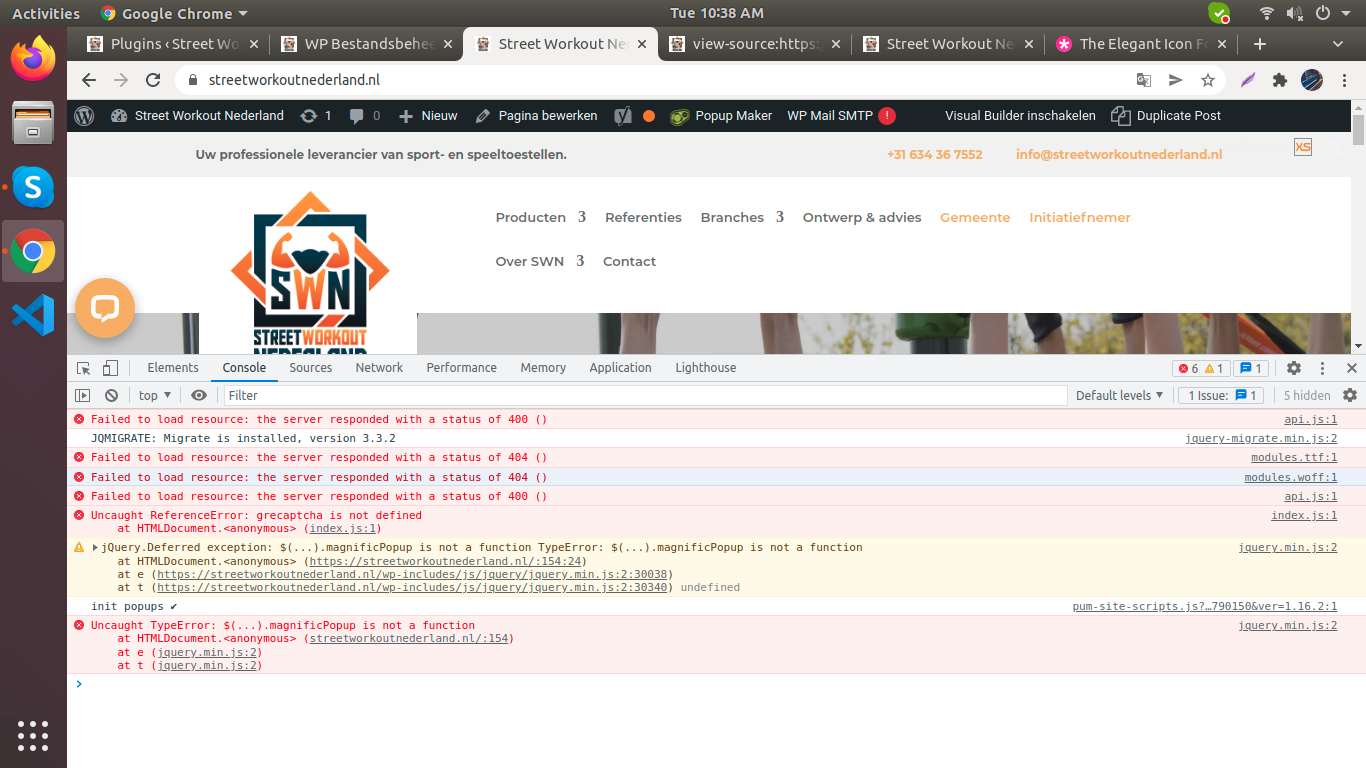 Activities Google Chrome Tue 10:38 AM
Plugins ‹ Street Wo WP Bestandsbehee Street Workout Ne view-source:https:/ Street Workout Ne The Elegant Icon Fo
streetworkoutnederland.nl
Street Workout Nederland 1 0 Nieuw Pagina bewerken Popup Maker WP Mail SMTP ! Visual Builder inschakelen Duplicate Post
Uw professionele leverancier van sport- en speeltoestellen. +31 634 36 7552 info@streetworkoutnederland.nl XS
Producten 3 Referenties Branches 3 Ontwerp & advies Gemeente Initiatiefnemer
Over SWN 3 Contact
SWN
STREETWORKOUT
NEDERLAND
Elements Console Sources Network Performance Memory Application Lighthouse 6 1 1
top Filter Default levels 1 Issue: 1 5 hidden
Failed to load resource: the server responded with a status of 400 () api.js:1
JQMIGRATE: Migrate is installed, version 3.3.2 jquery-migrate.min.js:2
Failed to load resource: the server responded with a status of 404 () modules.ttf:1
Failed to load resource: the server responded with a status of 404 () modules.woff:1
Failed to load resource: the server responded with a status of 400 () api.js:1
Uncaught ReferenceError: grecaptcha is not defined index.js:1
at HTMLDocument.<anonymous> (index.js:1)
jQuery.Deferred exception: $(...).magnificPopup is not a function TypeError: $(...).magnificPopup is not a function jquery.min.js:2
at HTMLDocument.<anonymous> (https://streetworkoutnederland.nl/:154:24)
at e (https://streetworkoutnederland.nl/wp-includes/js/jquery/jquery.min.js:2:30038)
at t (https://streetworkoutnederland.nl/wp-includes/js/jquery/jquery.min.js:2:30340) undefined
init popups ✔ pum-site-scripts.js?…790150&ver=1.16.2:1
Uncaught TypeError: $(...).magnificPopup is not a function jquery.min.js:2
at HTMLDocument.<anonymous> (streetworkoutnederland.nl/:154)
at e (jquery.min.js:2)
at t (jquery.min.js:2)